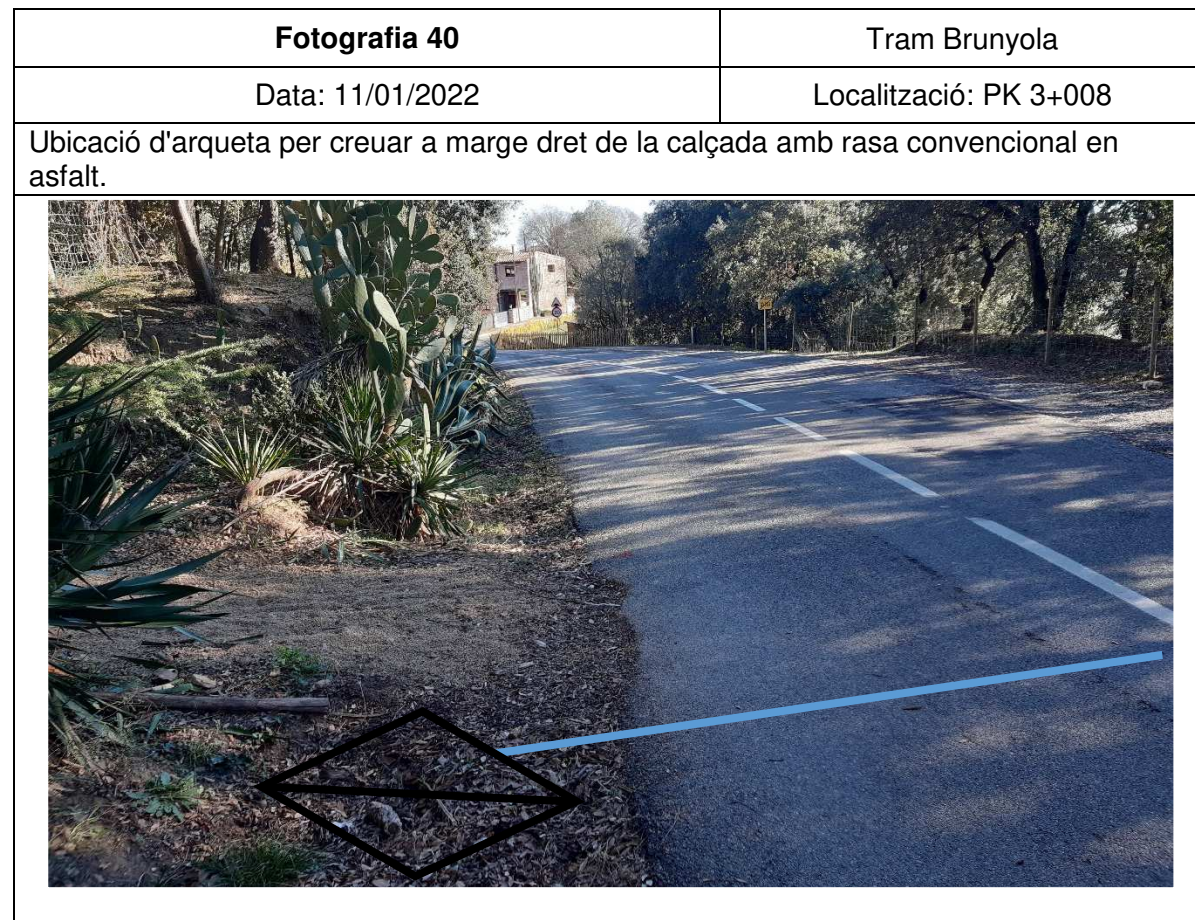 Fotografia 40
Tram Brunyola
Data: 11/01/2022
Localització: PK 3+008
Ubicació d'arqueta per creuar a marge dret de la calçada amb rasa convencional en
asfalt.